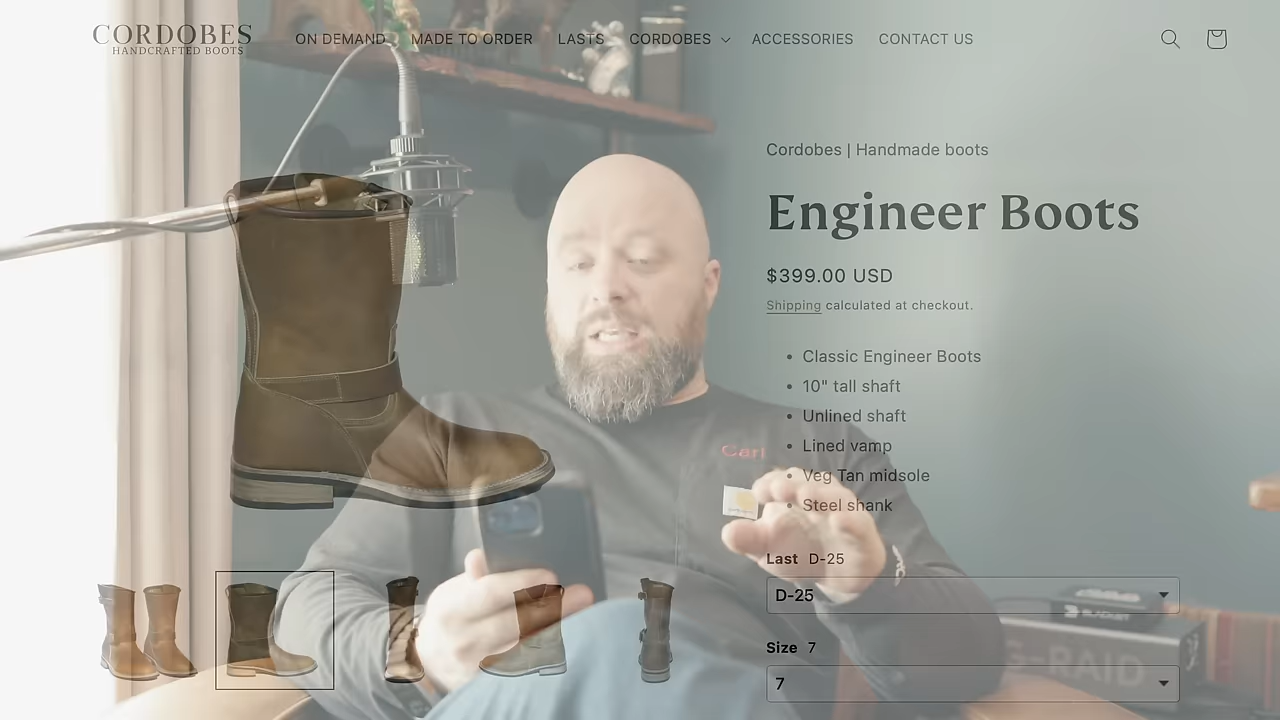 CORDOBES
HANDCRAFTED BOOTS
ON DEMAND MADE TO ORDER LASTS CORDOBES ACCESSORIES CONTACT US
Cordobes | Handmade boots
Engineer Boots
$399.00 USD
Shipping calculated at checkout.
• Classic Engineer Boots
• 10" tall shaft
• Unlined shaft
• Lined vamp
• Veg Tan midsole
• Steel shank
Carl
Last D-25
D-25
Size 7
7
G-RAID